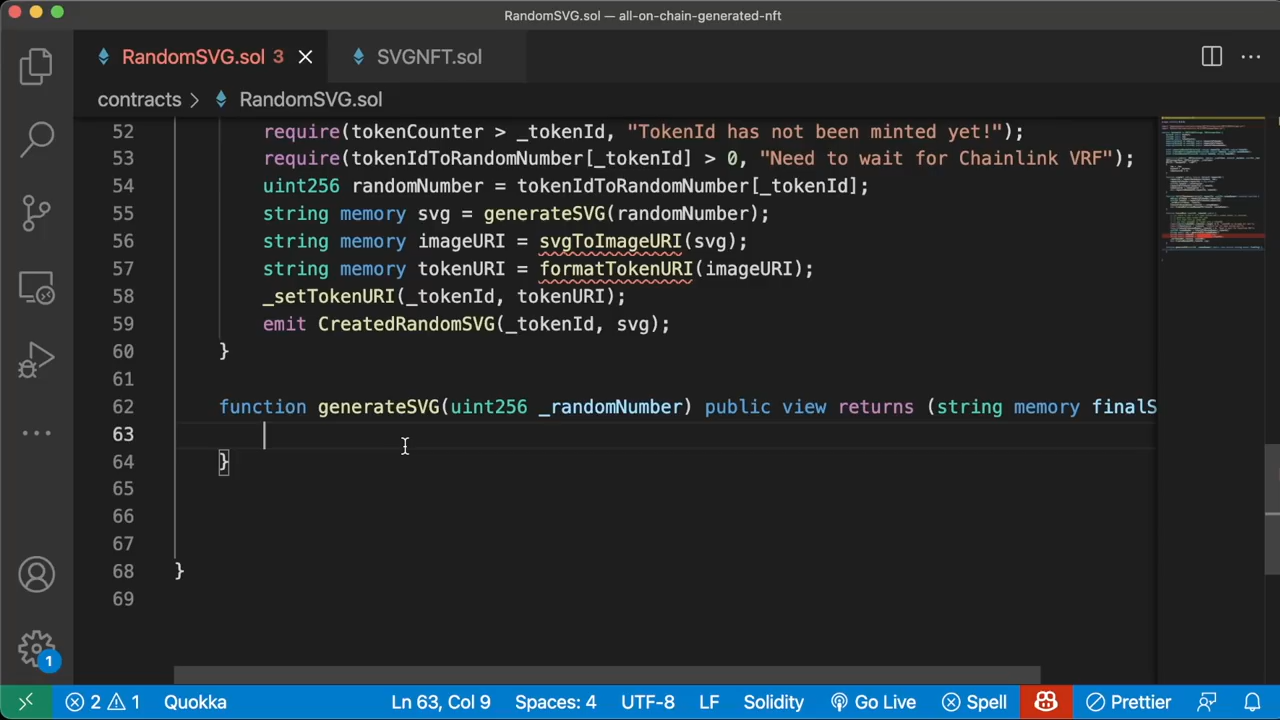 RandomSVG.sol — all-on-chain-generated-nft
RandomSVG.sol 3
SVGNFT.sol
contracts > RandomSVG.sol
52 require(tokenCounter > _tokenId, "TokenId has not been minted yet!");
53 require(tokenIdToRandomNumber[_tokenId] > 0, "Need to wait for Chainlink VRF");
54 uint256 randomNumber = tokenIdToRandomNumber[_tokenId];
55 string memory svg = generateSVG(randomNumber);
56 string memory imageURI = svgToImageURI(svg);
57 string memory tokenURI = formatTokenURI(imageURI);
58 _setTokenURI(_tokenId, tokenURI);
59 emit CreatedRandomSVG(_tokenId, svg);
60 }
61
62 function generateSVG(uint256 _randomNumber) public view returns (string memory finalS
63
64 }
65
66
67
68 }
69
1
2 1 Quokka Ln 63, Col 9 Spaces: 4 UTF-8 LF Solidity Go Live Spell Prettier